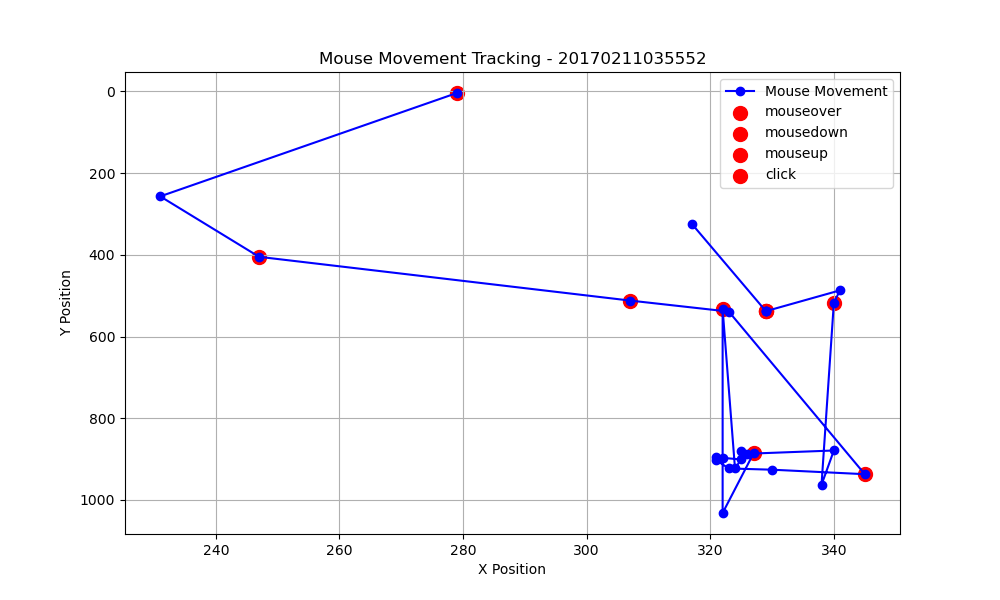 Mouse Movement Tracking - 20170211035552
Mouse Movement
mouseover
mousedown
mouseup
click
Y Position
0
200
400
600
800
1000
240
260
280
300
320
340
X Position